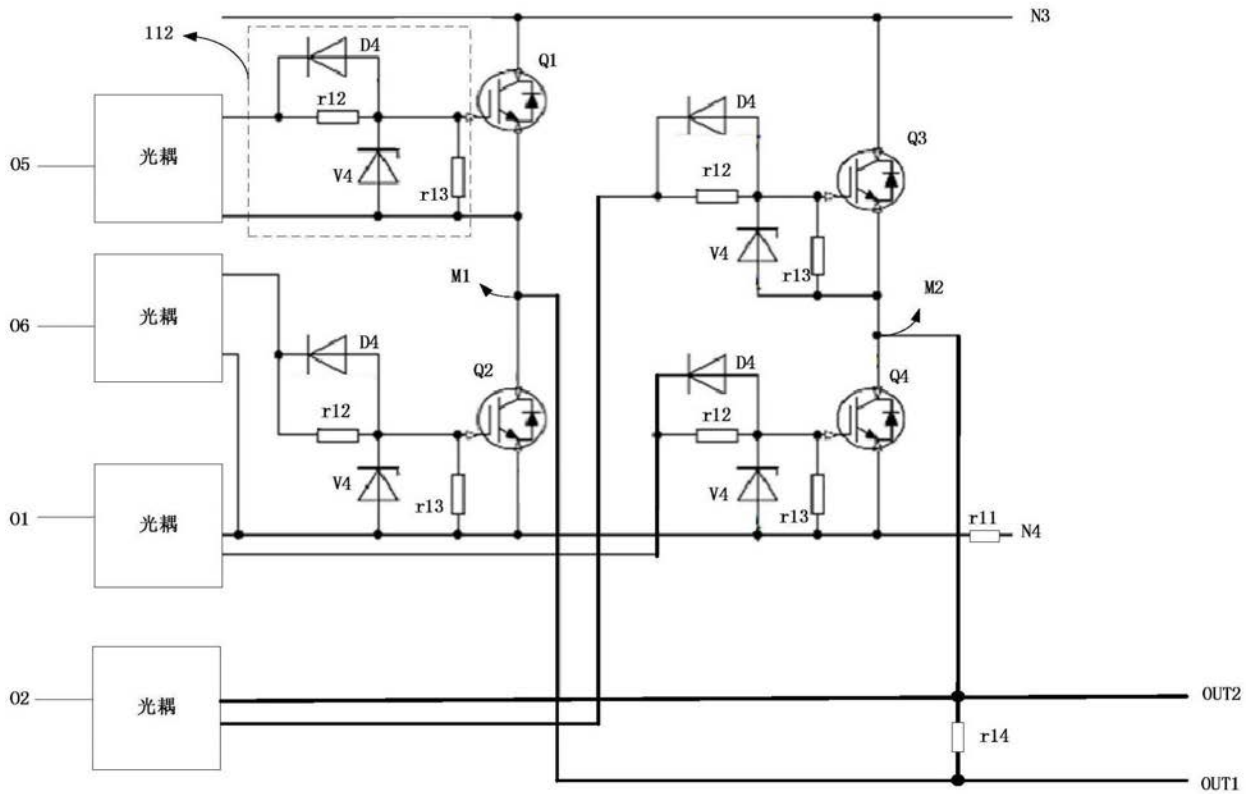 N3
112
D4
Q1
r12
光耦
O5
V4
r13
D4
r12
Q3
V4
r13
M1
M2
光耦
O6
D4
Q2
r12
V4
r13
D4
Q4
r12
V4
r13
光耦
O1
r11
N4
光耦
O2
OUT2
r14
OUT1